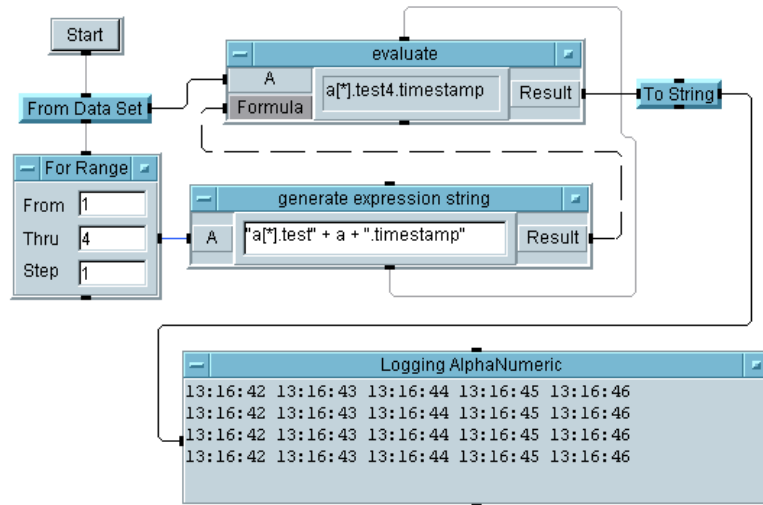 Start
evaluate
A
a[*].test4.timestamp
Result
Formula
From Data Set
To String
For Range
From 1
Thru 4
Step 1
generate expression string
A
"a[*].test" + a + ".timestamp"
Result
Logging AlphaNumeric
13:16:42 13:16:43 13:16:44 13:16:45 13:16:46
13:16:42 13:16:43 13:16:44 13:16:45 13:16:46
13:16:42 13:16:43 13:16:44 13:16:45 13:16:46
13:16:42 13:16:43 13:16:44 13:16:45 13:16:46